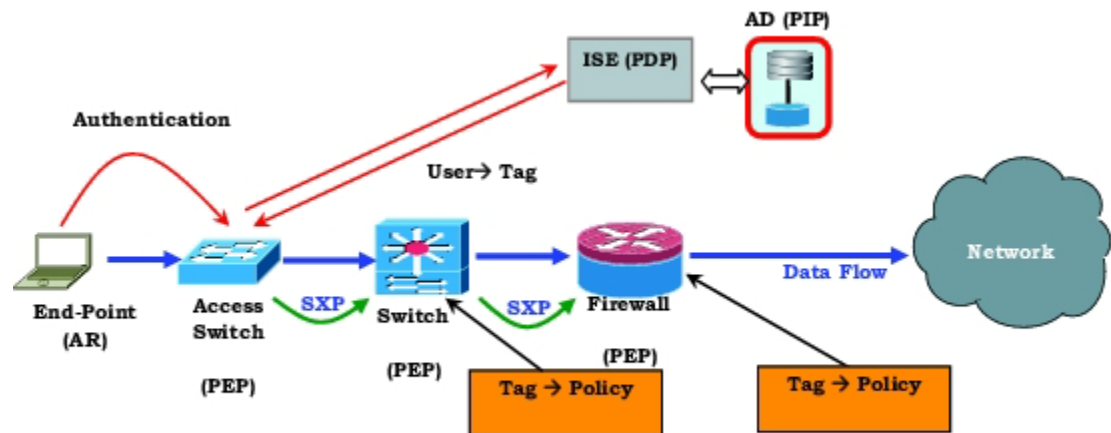 AD (PIP)
ISE (PDP)
Authentication
User→ Tag
Network
Data Flow
End-Point
(AR)
Access
Switch
(PEP)
SXP
Switch
(PEP)
SXP
Firewall
(PEP)
Tag → Policy
Tag → Policy